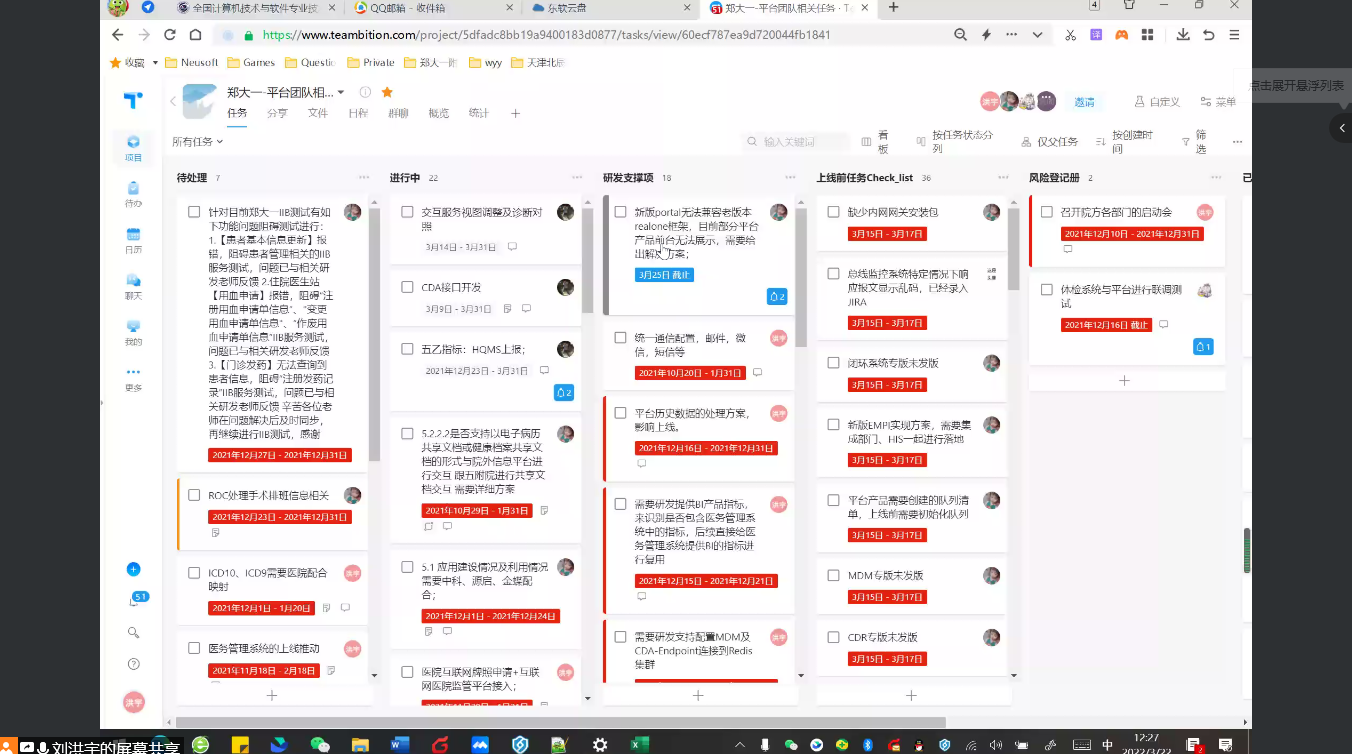 全国计算机技术与软件专业技
QQ邮箱 - 收件箱
东软云盘
郑大一-平台团队相关任务 · T
4
https://www.teambition.com/project/5dfadc8bb19a9400183d0877/tasks/view/60ecf787ea9d720044fb1841
收藏
Neusoft
Games
Questic
Private
郑大一附
wyy
天津北辰
点击展开悬浮列表
郑大一-平台团队相...
任务
分享
文件
日程
群聊
概览
统计
洪宇
邀请
自定义
菜单
所有任务
输入关键词
看板
按任务状态分列
仅父任务
按创建时间
筛选
项目
待办
日历
聊天
我的
更多
51
洪宇
待处理 7
针对目前郑大一IIB测试有如
下功能问题阻碍测试进行:
1.【患者基本信息更新】报
错，阻碍患者管理相关的IIB
服务测试，问题已与相关研
发老师反馈 2.住院医生站
【用血申请】报错，阻碍“注
册用血申请单信息”、“变更
用血申请单信息”、“作废用
血申请单信息”IIB服务测试，
问题已与相关研发老师反馈
3.【门诊发药】无法查询到
患者信息，阻碍“注册发药记
录”IIB服务测试，问题已与相
关研发老师反馈 辛苦各位老
师在问题解决后及时同步，
再继续进行IIB测试，感谢
2021年12月27日 - 2021年12月31日
ROC处理手术排班信息相关
2021年12月23日 - 2021年12月31日
ICD10、ICD9需要医院配合
映射
洪宇
2021年12月1日 - 1月20日
医务管理系统的上线推动
洪宇
2021年11月18日 - 2月18日
进行中 22
交互服务视图调整及诊断对
照
3月14日 - 3月31日
CDA接口开发
3月9日 - 3月31日
五乙指标：HQMS上报；
2021年12月23日 - 3月31日
2
5.2.2.2是否支持以电子病历
共享文档或健康档案共享文
档的形式与院外信息平台进
行交互 跟五附院进行共享文
档交互 需要详细方案
2021年10月29日 - 1月31日
5.1 应用建设情况及利用情况
需要中科、源启、金媒配
合；
2021年12月1日 - 2021年12月24日
医院互联网牌照申请+互联
网医院监管平台接入；
洪宇
研发支撑项 18
新版portal无法兼容老版本
realone框架，目前部分平台
产品前台无法展示，需要给
出解决方案；
3月25日 截止
2
统一通信配置，邮件，微
信，短信等
洪宇
2021年10月20日 - 1月31日
平台历史数据的处理方案，
影响上线。
洪宇
2021年12月16日 - 2021年12月31日
需要研发提供BI产品指标，
来识别是否包含医务管理系
统中的指标，后续直接给医
务管理系统提供BI的指标进
行复用
洪宇
2021年12月15日 - 2021年12月21日
需要研发支持配置MDM及
CDA-Endpoint连接到Redis
集群
洪宇
上线前任务Check_list 36
缺少内网网关安装包
3月15日 - 3月17日
总线监控系统特定情况下响
应报文显示乱码，已经录入
JIRA
3月15日 - 3月17日
闭环系统专版未发版
3月15日 - 3月17日
新版EMPI实现方案，需要集
成部门、HIS一起进行落地
3月15日 - 3月17日
平台产品需要创建的队列清
单，上线前需要初始化队列
3月15日 - 3月17日
MDM专版未发版
3月15日 - 3月17日
CDR专版未发版
3月15日 - 3月17日
风险登记册 2
召开院方各部门的启动会
洪宇
2021年12月10日 - 2021年12月31日
体检系统与平台进行联调测
试
2021年12月16日 截止
1
已
刘洪宇的屏幕共享
中
12:27
2022/3/22
2